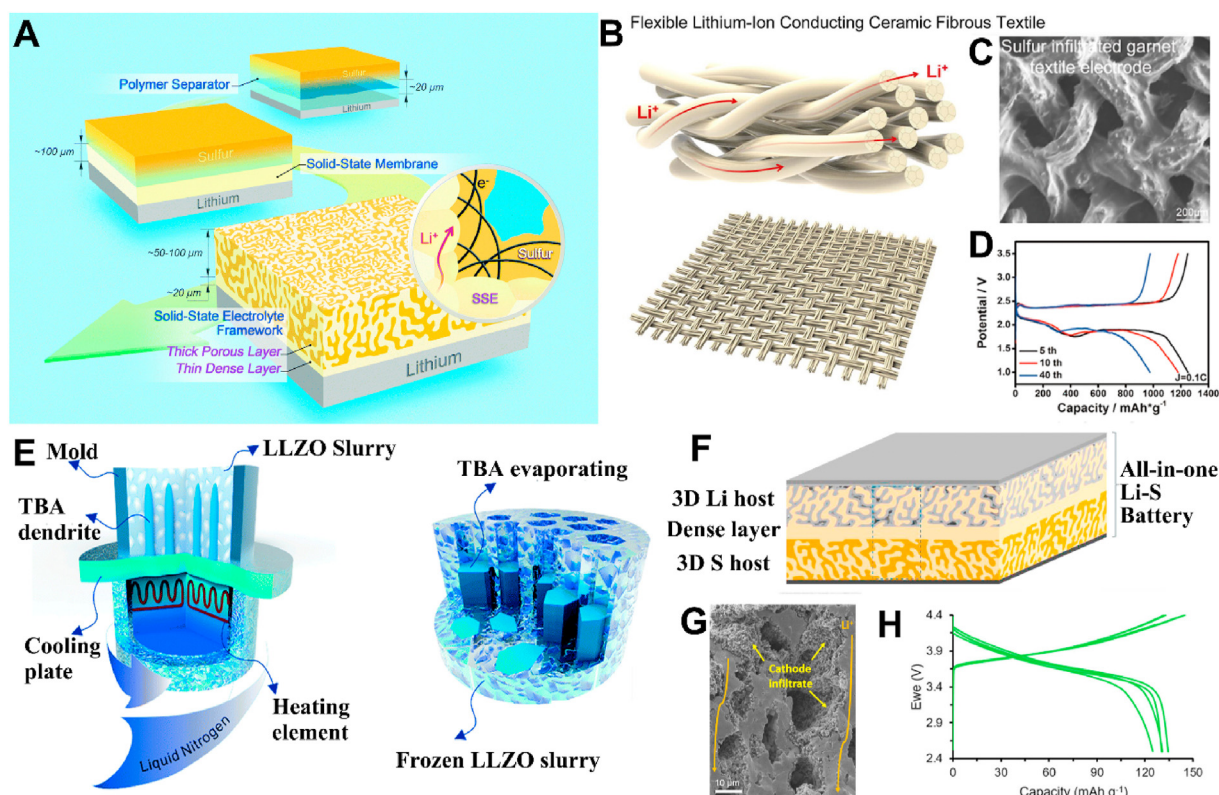 A
Polymer Separator
Sulfur
~20 μm
Lithium
~100 μm
Sulfur
Solid-State Membrane
Lithium
~50-100 μm
~20 μm
Solid-State Electrolyte
Framework
Thick Porous Layer
Thin Dense Layer
Lithium
e-
Li+
Sulfur
SSE
B
Flexible Lithium-Ion Conducting Ceramic Fibrous Textile
Li+
Li+
C
Sulfur Infiltrated garnet
textile electrode
200μm
D
Potential / V
3.5
3.0
2.5
2.0
1.5
1.0
5 th
10 th
40 th
J=0.1C
0 200 400 600 800 1000 1200 1400
Capacity / mAh*g-1
E
Mold
LLZO Slurry
TBA
dendrite
Cooling
plate
Heating
element
Liquid Nitrogen
TBA evaporating
Frozen LLZO slurry
F
3D Li host
Dense layer
3D S host
All-in-one
Li-S
Battery
G
Cathode
Infiltrate
Li+
10 μm
H
Ewe (V)
4.4
3.9
3.4
2.9
2.4
0 30 60 90 120 150
Capacity (mAh g-1)